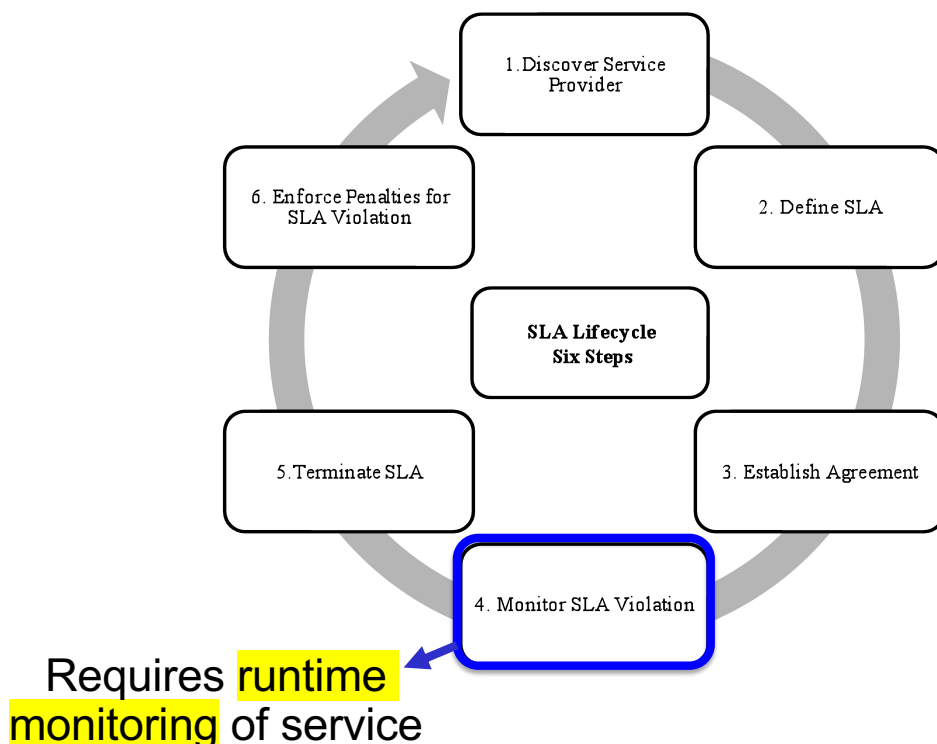 1.Discover Service
Provider
2. Define SLA
3. Establish Agreement
4. Monitor SLA Violation
5.Terminate SLA
6. Enforce Penalties for
SLA Violation
SLA Lifecycle
Six Steps
Requires runtime
monitoring of service